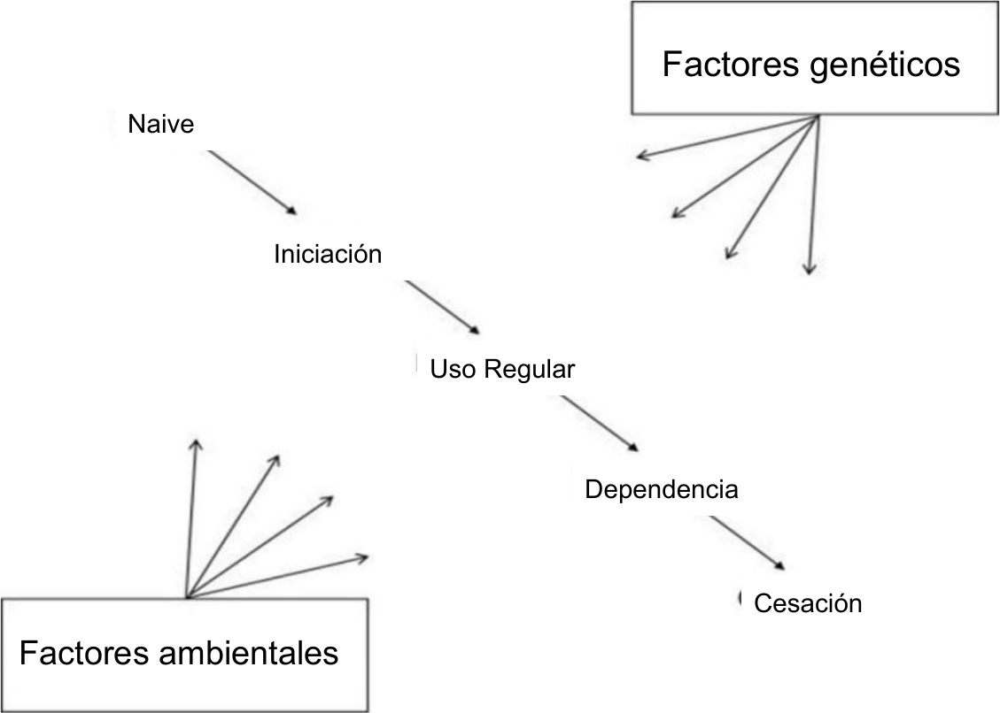 Factores genéticos
Naive
Iniciación
Uso Regular
Dependencia
Cesación
Factores ambientales